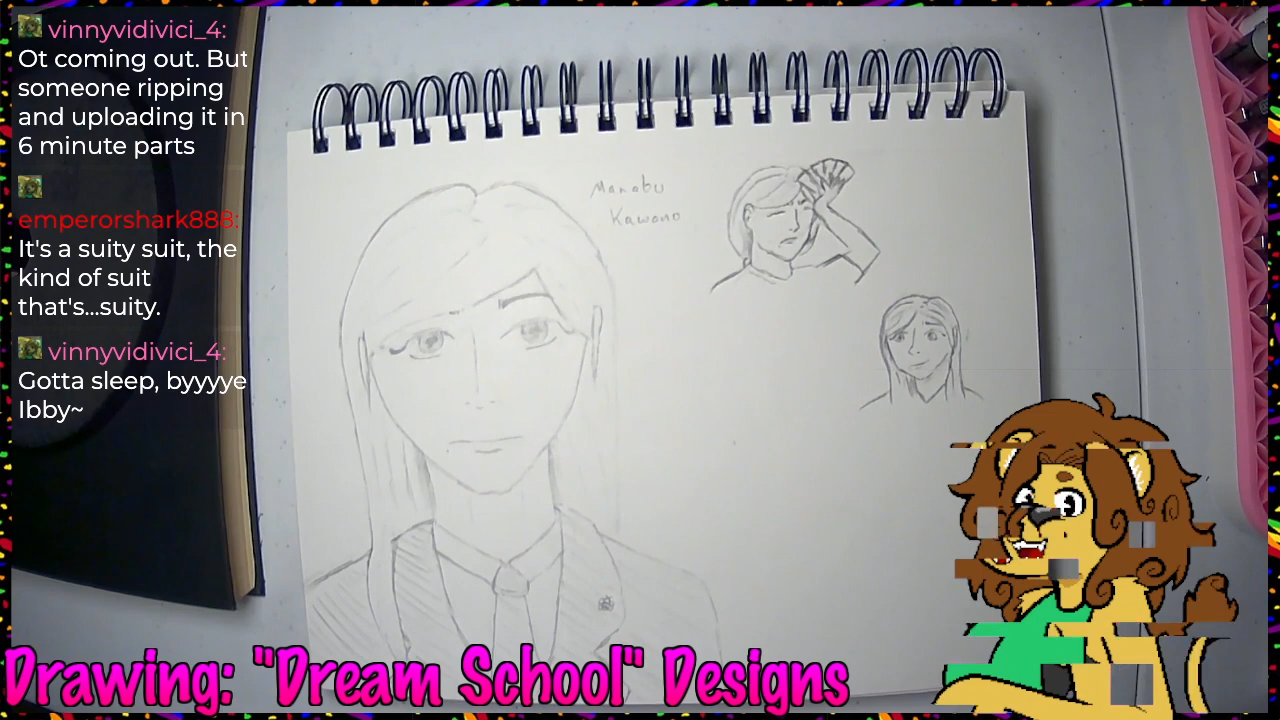 vinnyvidivici_4:
Ot coming out. But
someone ripping
and uploading it in
6 minute parts
emperorshark888:
It's a suity suit, the
kind of suit
that's...suity.
vinnyvidivici_4:
Gotta sleep, byyyye
Ibby~
Manabu
Kawano
Drawing: "Dream School" Designs